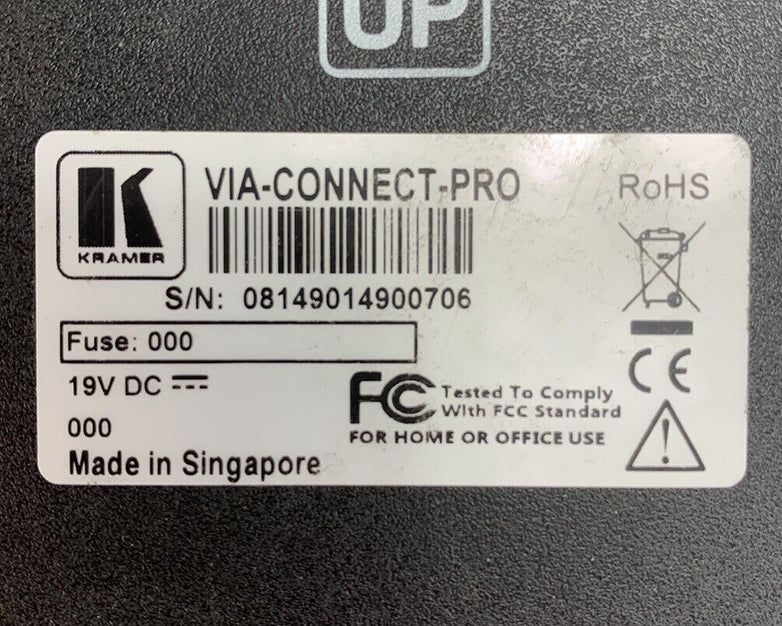 UP
KRAMER
VIA-CONNECT-PRO
RoHS
S/N: 08149014900706
Fuse: 000
19V DC
000
Made in Singapore
FC Tested To Comply
With FCC Standard
FOR HOME OR OFFICE USE
CE